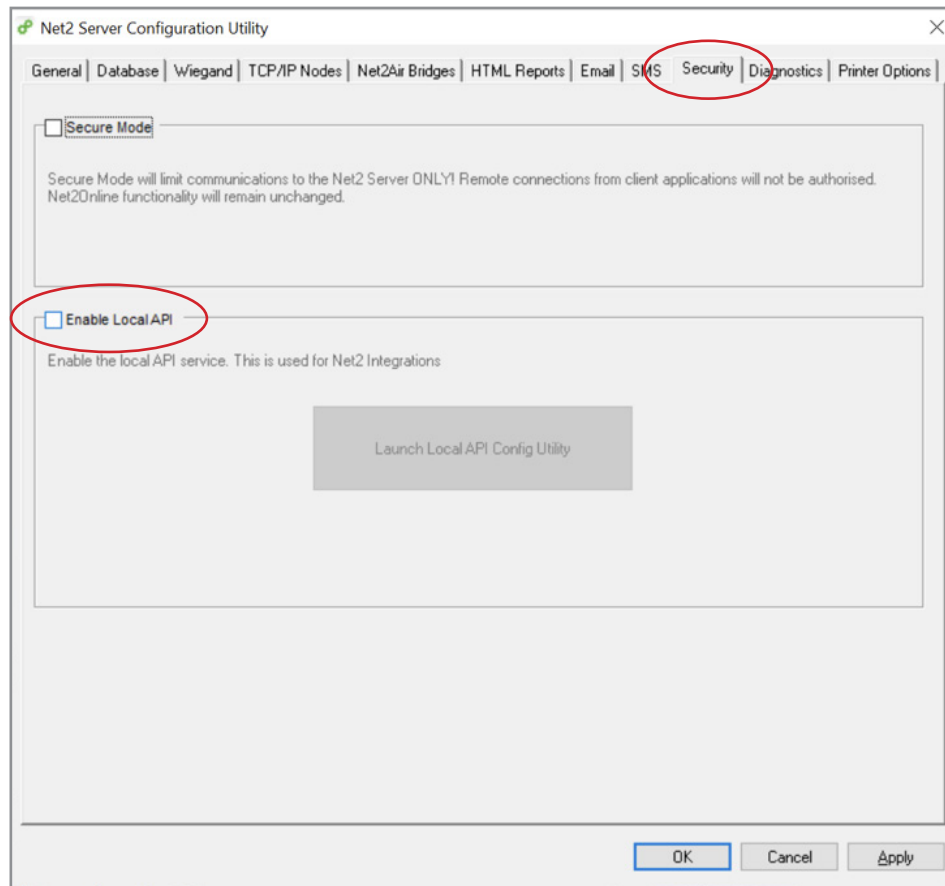 Net2 Server Configuration Utility
General Database Wiegand TCP/IP Nodes Net2Air Bridges HTML Reports Email SMS Security Diagnostics Printer Options
Secure Mode
Secure Mode will limit communications to the Net2 Server ONLY! Remote connections from client applications will not be authorised.
Net2Online functionality will remain unchanged.
Enable Local API
Enable the local API service. This is used for Net2 Integrations
Launch Local API Config Utility
OK Cancel Apply